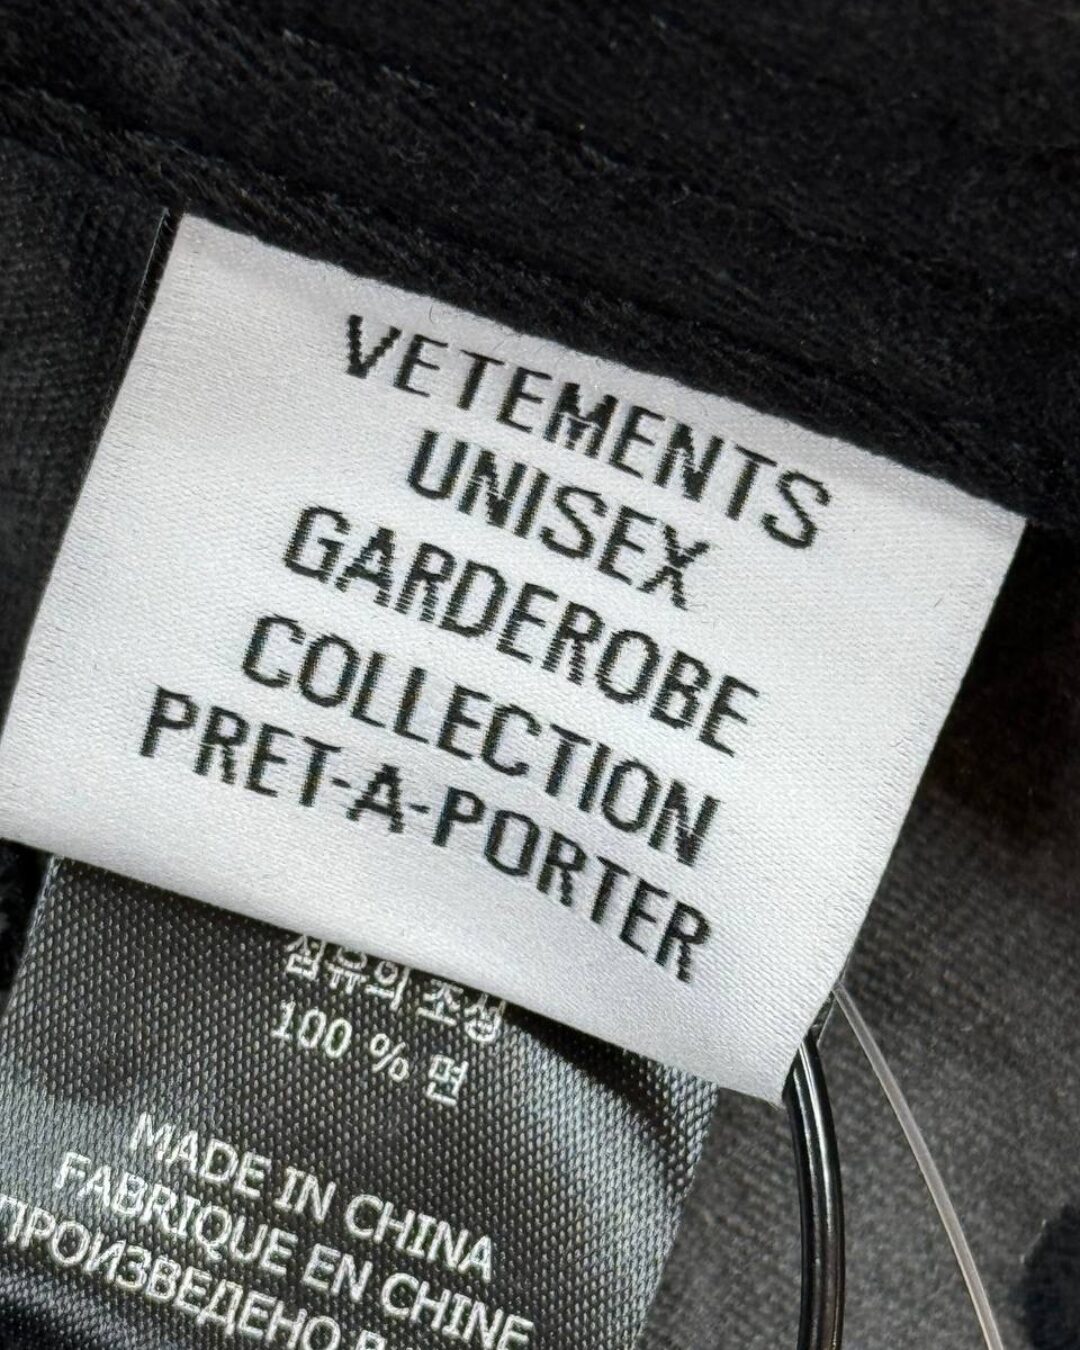 VETEMENTS
UNISEX
GARDEROBE
COLLECTION
PRET-A-PORTER
섬유의 조성
100 % 면
MADE IN CHINA
FABRIQUE EN CHINE
ПРОИЗВЕДЕНО В